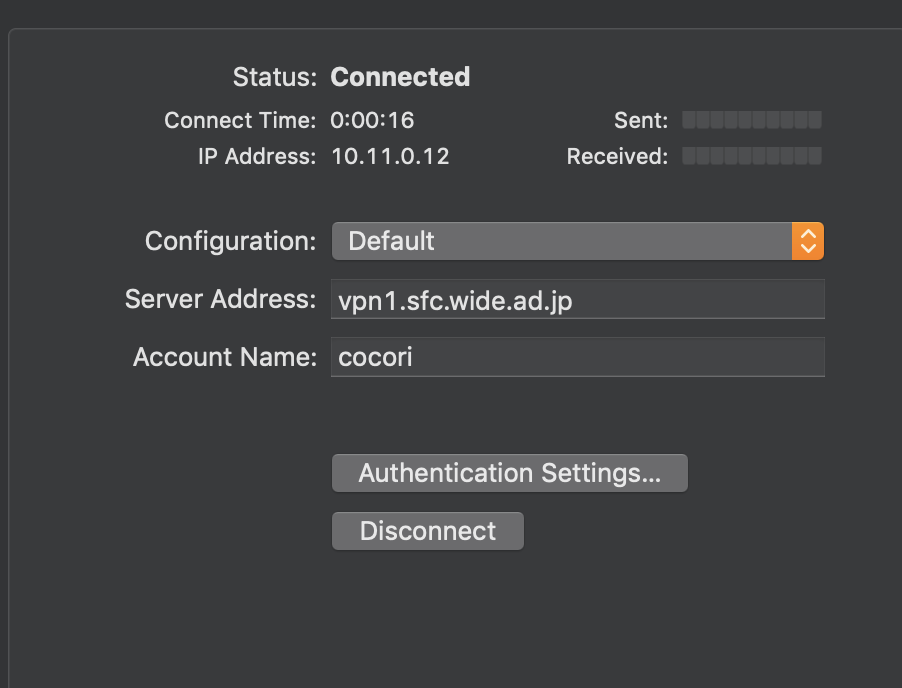 Status: Connected
Connect Time: 0:00:16 Sent:
IP Address: 10.11.0.12 Received:
Configuration: Default
Server Address: vpn1.sfc.wide.ad.jp
Account Name: cocori
Authentication Settings...
Disconnect